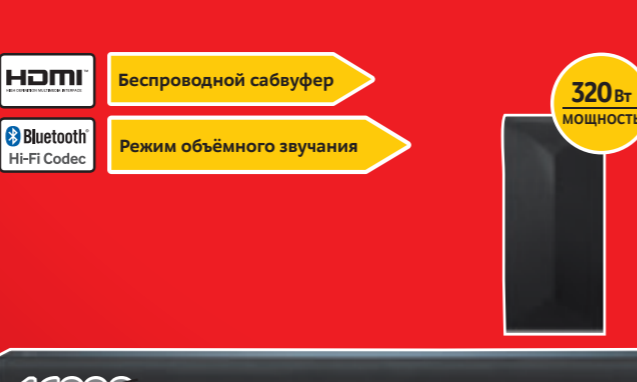 HDMI
HIGH DEFINITION MULTIMEDIA INTERFACE
Беспроводной сабвуфер
320 Вт
МОЩНОСТЬ
Bluetooth®
Hi-Fi Codec
Режим объёмного звучания